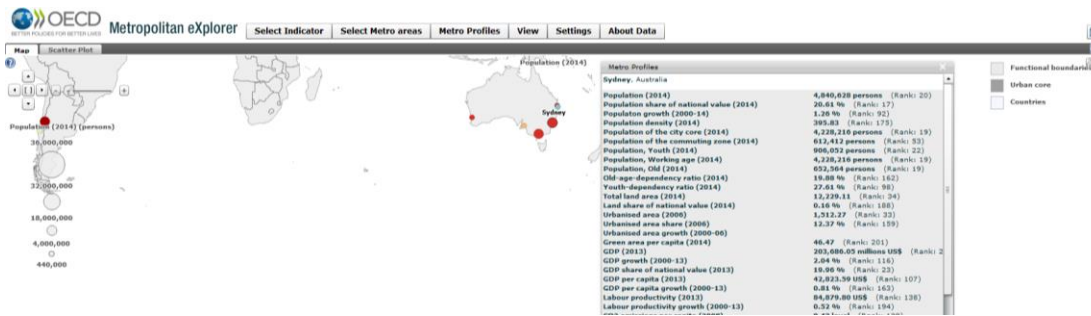 OECD
BETTER POLICIES FOR BETTER LIVES
Metropolitan eXplorer
Select Indicator
Select Metro areas
Metro Profiles
View
Settings
About Data
Map
Scatter Plot
Population (2014)
Sydney
Population (2014) (persons)
36,000,000
32,000,000
18,000,000
4,000,000
440,000
Metro Profiles
Sydney, Australia
Population (2014) 4,840,628 persons (Rank: 20)
Population share of national value (2014) 20.61 % (Rank: 17)
Populaton growth (2000-14) 1.26 % (Rank: 92)
Population density (2014) 395.83 (Rank: 175)
Population of the city core (2014) 4,228,216 persons (Rank: 19)
Population of the commuting zone (2014) 612,412 persons (Rank: 53)
Population, Youth (2014) 906,052 persons (Rank: 22)
Population, Working age (2014) 4,228,216 persons (Rank: 19)
Population, Old (2014) 652,564 persons (Rank: 19)
Old-age-dependency ratio (2014) 19.88 % (Rank: 162)
Youth-dependency ratio (2014) 27.61 % (Rank: 98)
Total land area (2014) 12,229.11 (Rank: 34)
Land share of national value (2014) 0.16 % (Rank: 188)
Urbanised area (2006) 1,512.27 (Rank: 33)
Urbanised area share (2006) 12.37 % (Rank: 159)
Urbanised area growth (2000-06)
Green area per capita (2014) 46.47 (Rank: 201)
GDP (2013) 203,686.05 millions US$ (Rank: 2
GDP growth (2000-13) 2.04 % (Rank: 116)
GDP share of national value (2013) 19.96 % (Rank: 23)
GDP per capita (2013) 42,823.59 US$ (Rank: 107)
GDP per capita growth (2000-13) 0.81 % (Rank: 163)
Labour productivity (2013) 84,879.80 US$ (Rank: 138)
Labour productivity growth (2000-13) 0.52 % (Rank: 194)
Functional boundaries
Urban core
Countries